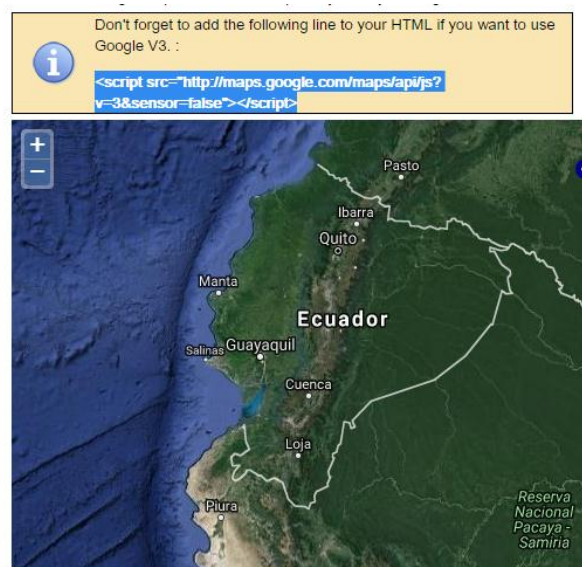 Don't forget to add the following line to your HTML if you want to use
Google V3. :
<script src="http://maps.google.com/maps/api/js?
v=3&sensor=false"></script>
+
−
Pasto
Ibarra
Quito
Manta
Ecuador
Salinas Guayaquil
Cuenca
Loja
Piura
Reserva
Nacional
Pacaya -
Samiria